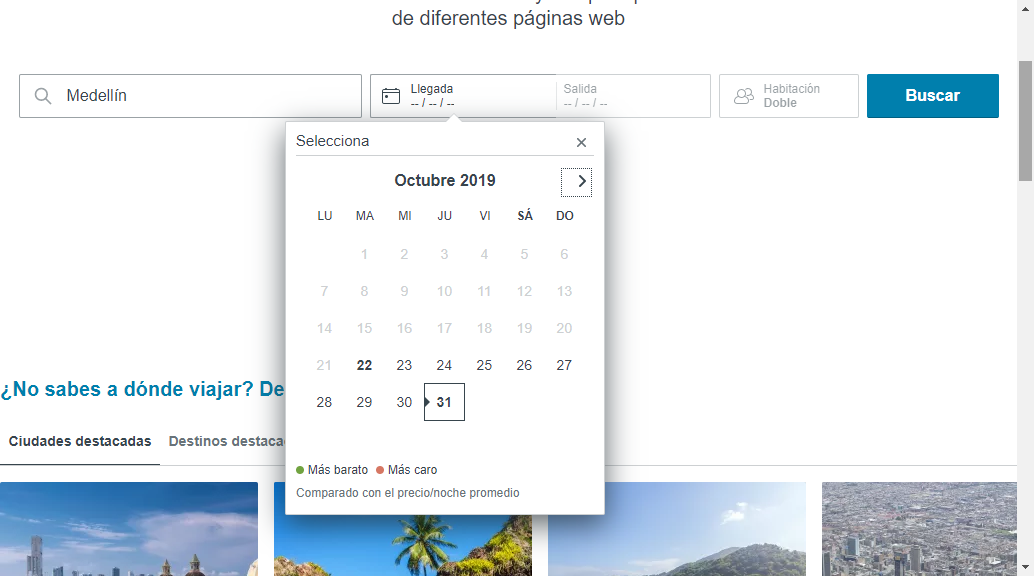 de diferentes páginas web
Medellín
Llegada
-- / -- / --
Salida
-- / -- / --
Habitación
Doble
Buscar
Selecciona
Octubre 2019
LU MA MI JU VI SÁ DO
1 2 3 4 5 6
7 8 9 10 11 12 13
14 15 16 17 18 19 20
21 22 23 24 25 26 27
28 29 30 31
Más barato Más caro
Comparado con el precio/noche promedio
¿No sabes a dónde viajar? De
Ciudades destacadas Destinos destaca